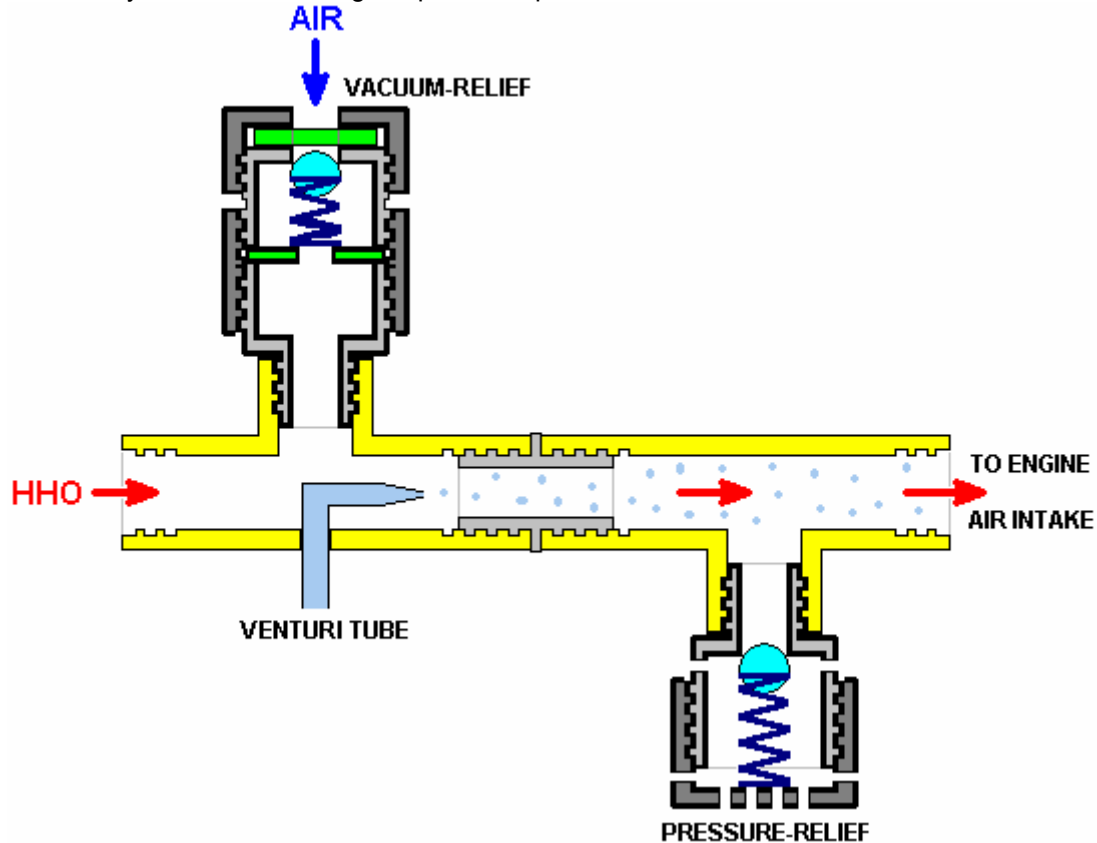 AIR
VACUUM-RELIEF
HHO
TO ENGINE
AIR INTAKE
VENTURI TUBE
PRESSURE-RELIEF